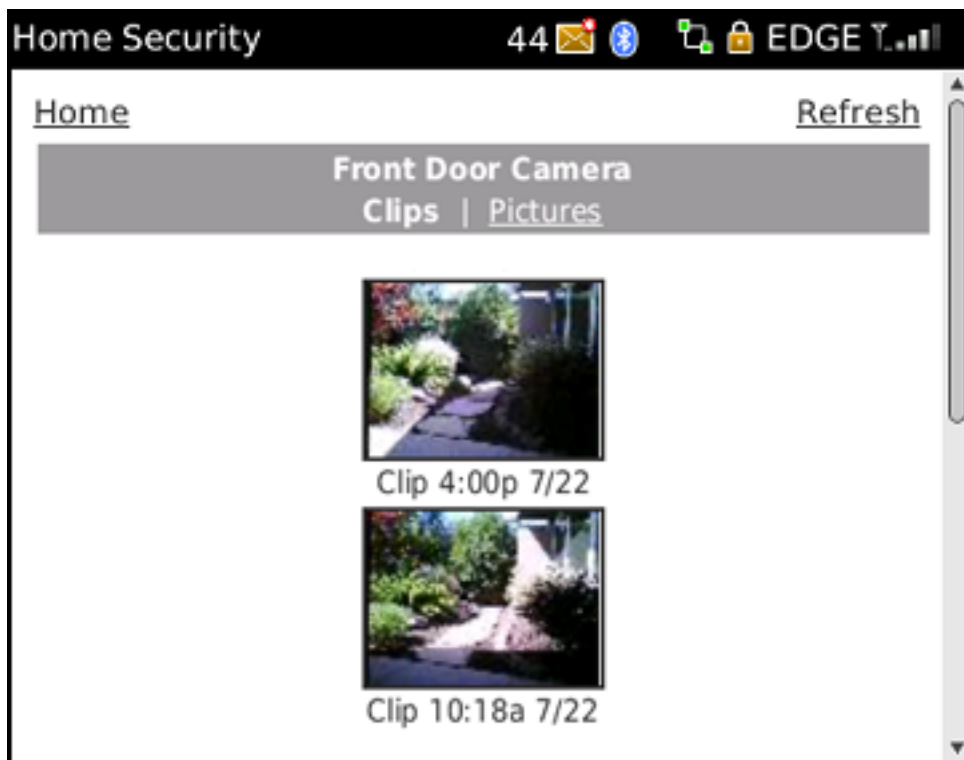 Home Security 44 EDGE
Home Refresh
Front Door Camera
Clips | Pictures
Clip 4:00p 7/22
Clip 10:18a 7/22